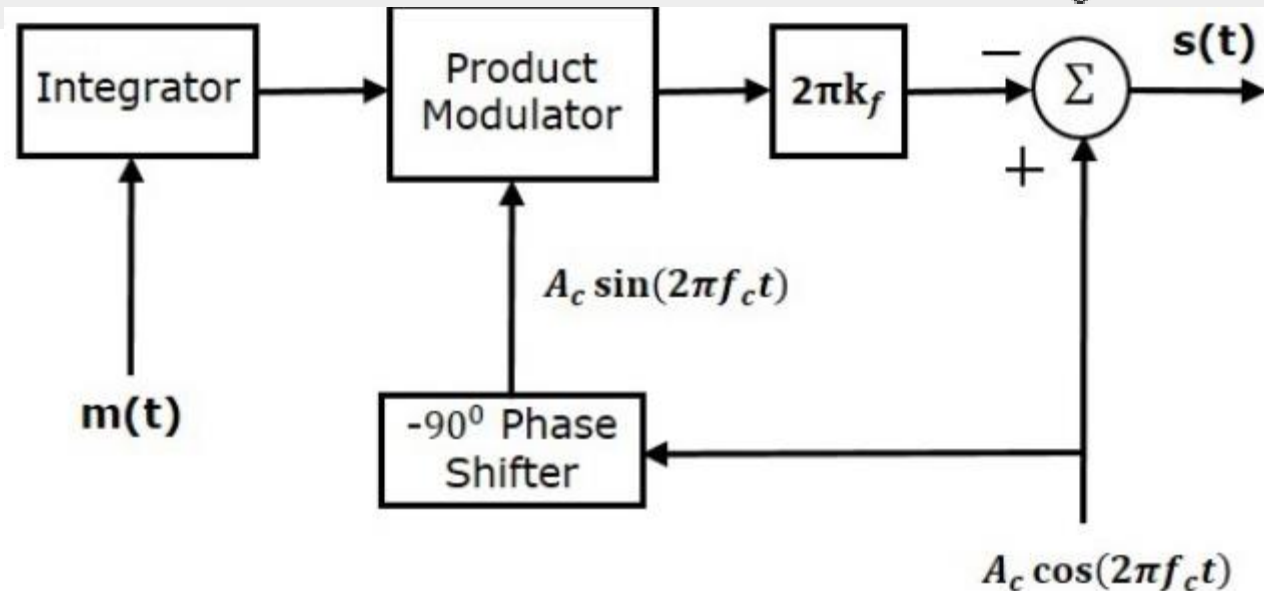 Integrator
Product
Modulator
2πk_f
−
Σ
s(t)
+
A_c sin(2πf_c t)
m(t)
-90⁰ Phase
Shifter
A_c cos(2πf_c t)